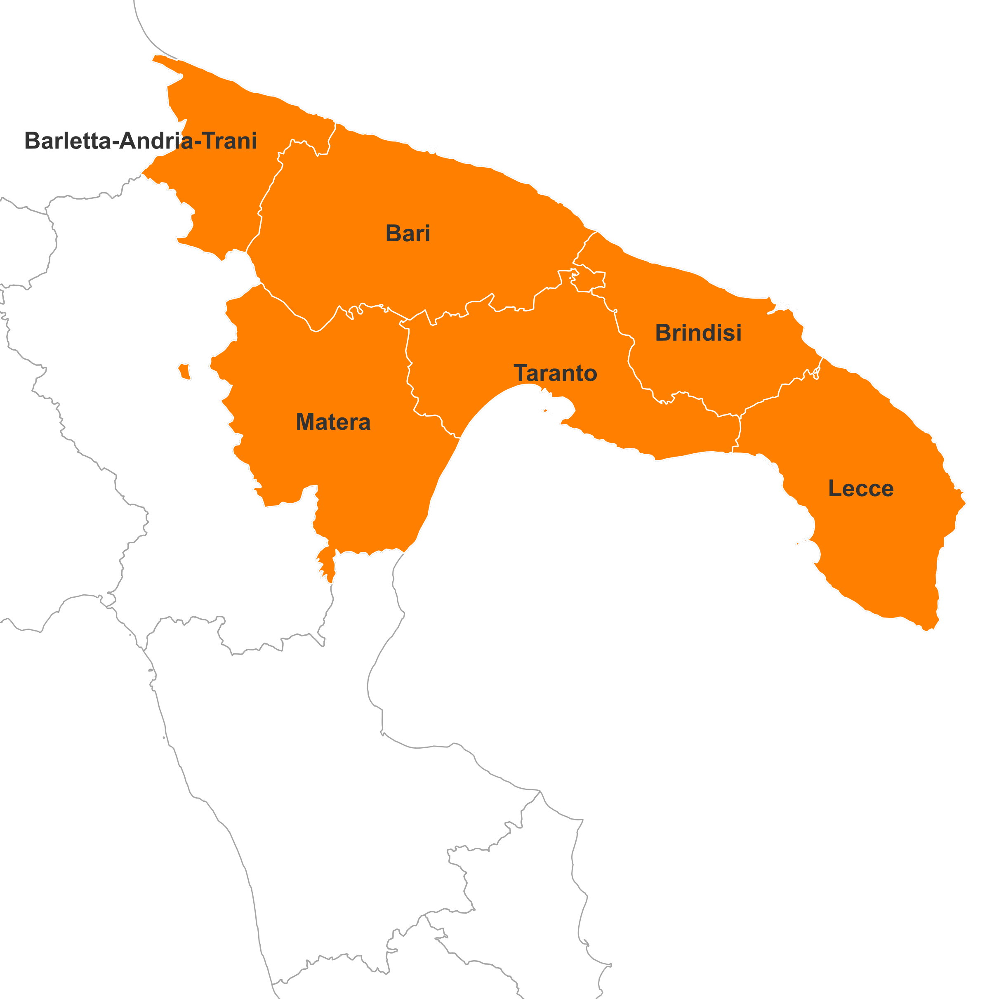 Barletta-Andria-Trani
Bari
Brindisi
Taranto
Matera
Lecce